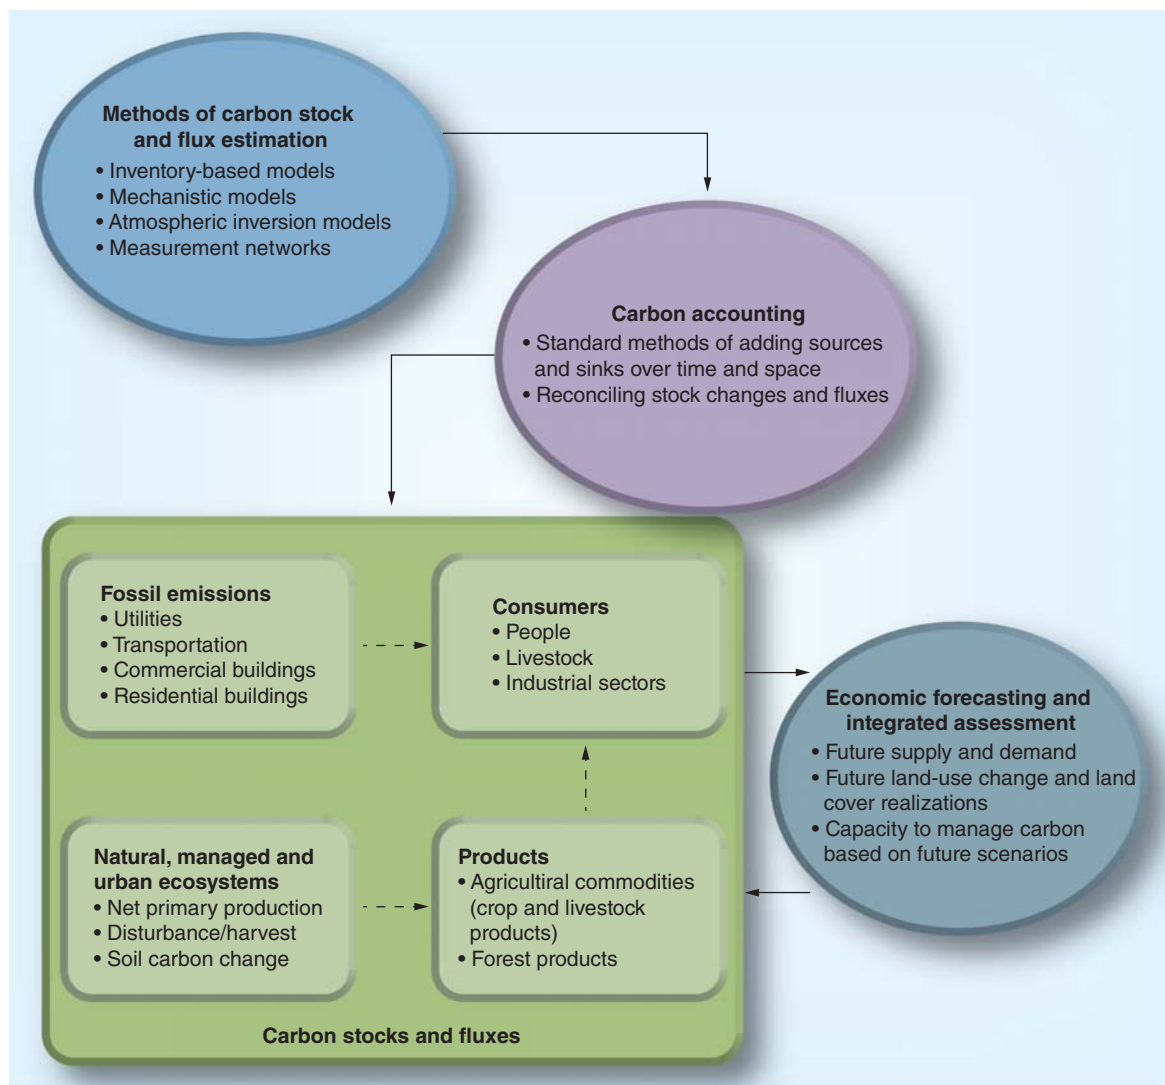 Methods of carbon stock
and flux estimation
• Inventory-based models
• Mechanistic models
• Atmospheric inversion models
• Measurement networks
Carbon accounting
• Standard methods of adding sources
and sinks over time and space
• Reconciling stock changes and fluxes
Fossil emissions
• Utilities
• Transportation
• Commercial buildings
• Residential buildings
Consumers
• People
• Livestock
• Industrial sectors
Economic forecasting and
integrated assessment
• Future supply and demand
• Future land-use change and land
cover realizations
• Capacity to manage carbon
based on future scenarios
Natural, managed and
urban ecosystems
• Net primary production
• Disturbance/harvest
• Soil carbon change
Products
• Agricultiral commodities
(crop and livestock
products)
• Forest products
Carbon stocks and fluxes